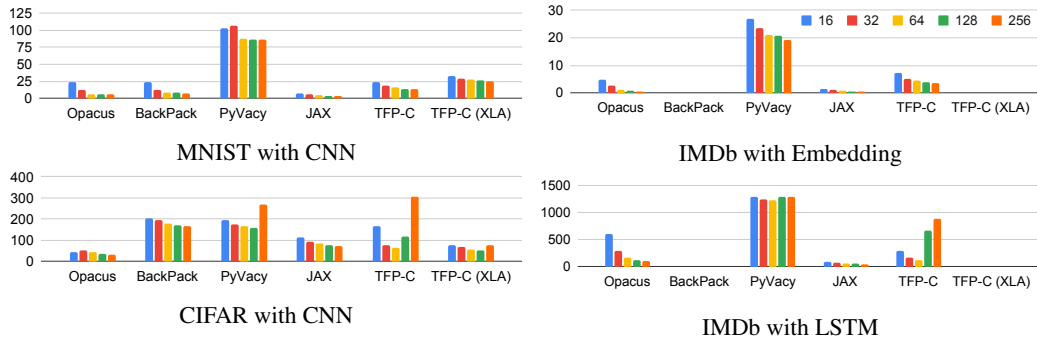 125
100
75
50
25
0
Opacus BackPack PyVacy JAX TFP-C TFP-C (XLA)
MNIST with CNN
30
20
10
0
16 32 64 128 256
Opacus BackPack PyVacy JAX TFP-C TFP-C (XLA)
IMDb with Embedding
400
300
200
100
0
Opacus BackPack PyVacy JAX TFP-C TFP-C (XLA)
CIFAR with CNN
1500
1000
500
0
Opacus BackPack PyVacy JAX TFP-C TFP-C (XLA)
IMDb with LSTM